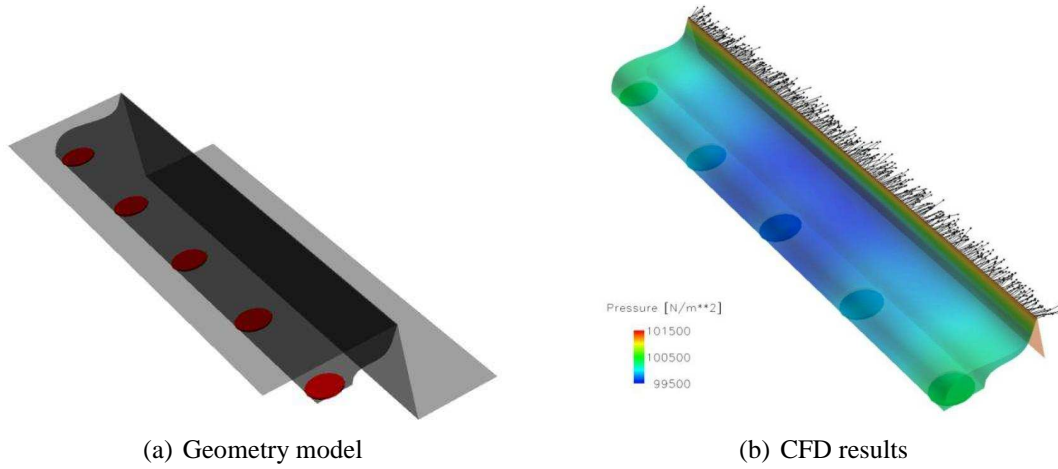 Pressure [N/m**2]
101500
100500
99500
(a) Geometry model
(b) CFD results